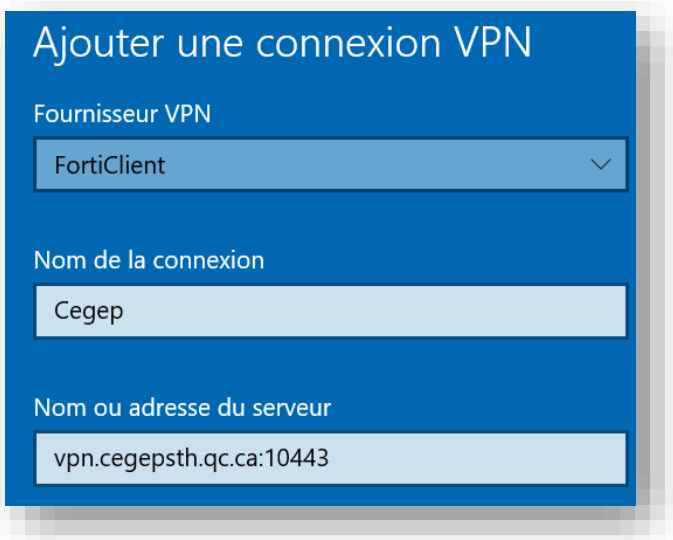 Ajouter une connexion VPN
Fournisseur VPN
FortiClient
Nom de la connexion
Cegep
Nom ou adresse du serveur
vpn.cegepsth.qc.ca:10443